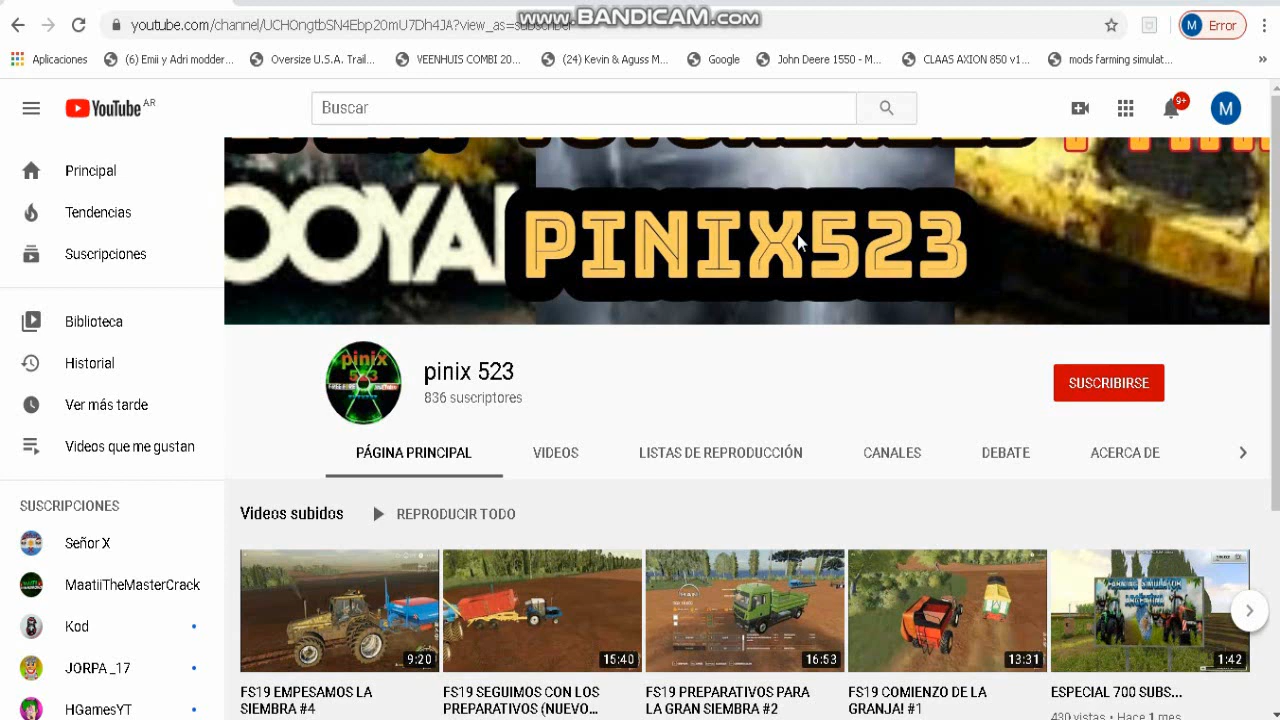 www.BANDICAM.com
youtube.com/channel/UCHOngtbSN4Ebp20mU7Dh4JA?view_as=subscriber
M Error
Aplicaciones (6) Emii y Adri modder... Oversize U.S.A. Trail... VEENHUIS COMBI 20... (24) Kevin & Aguss M... Google John Deere 1550 - M... CLAAS AXION 850 v1... mods farming simulat... »
YouTube AR
Buscar
9+
M
OOYA
PINIX523
Principal
Tendencias
Suscripciones
Biblioteca
Historial
Ver más tarde
Videos que me gustan
SUSCRIPCIONES
Señor X
MaatiiTheMasterCrack
Kod
JORPA_17
HGamesYT
pinix
523
pinix 523
836 suscriptores
SUSCRIBIRSE
PÁGINA PRINCIPAL VIDEOS LISTAS DE REPRODUCCIÓN CANALES DEBATE ACERCA DE
Videos subidos REPRODUCIR TODO
9:20 15:40 16:53 13:31 1:42
FS19 EMPESAMOS LA
SIEMBRA #4
FS19 SEGUIMOS CON LOS
PREPARATIVOS (NUEVO...
FS19 PREPARATIVOS PARA
LA GRAN SIEMBRA #2
FS19 COMIENZO DE LA
GRANJA! #1
ESPECIAL 700 SUBS...
430 vistas • Hace 1 mes